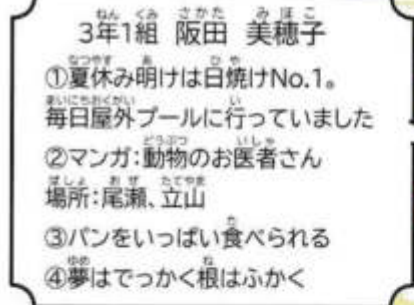 3年1組 阪田 美穂子
①夏休み明けは日焼けNo.1。
毎日屋外プールに行っていました
②マンガ:動物のお医者さん
場所:尾瀬、立山
③パンをいっぱい食べられる
④夢はでっかく根はふかく